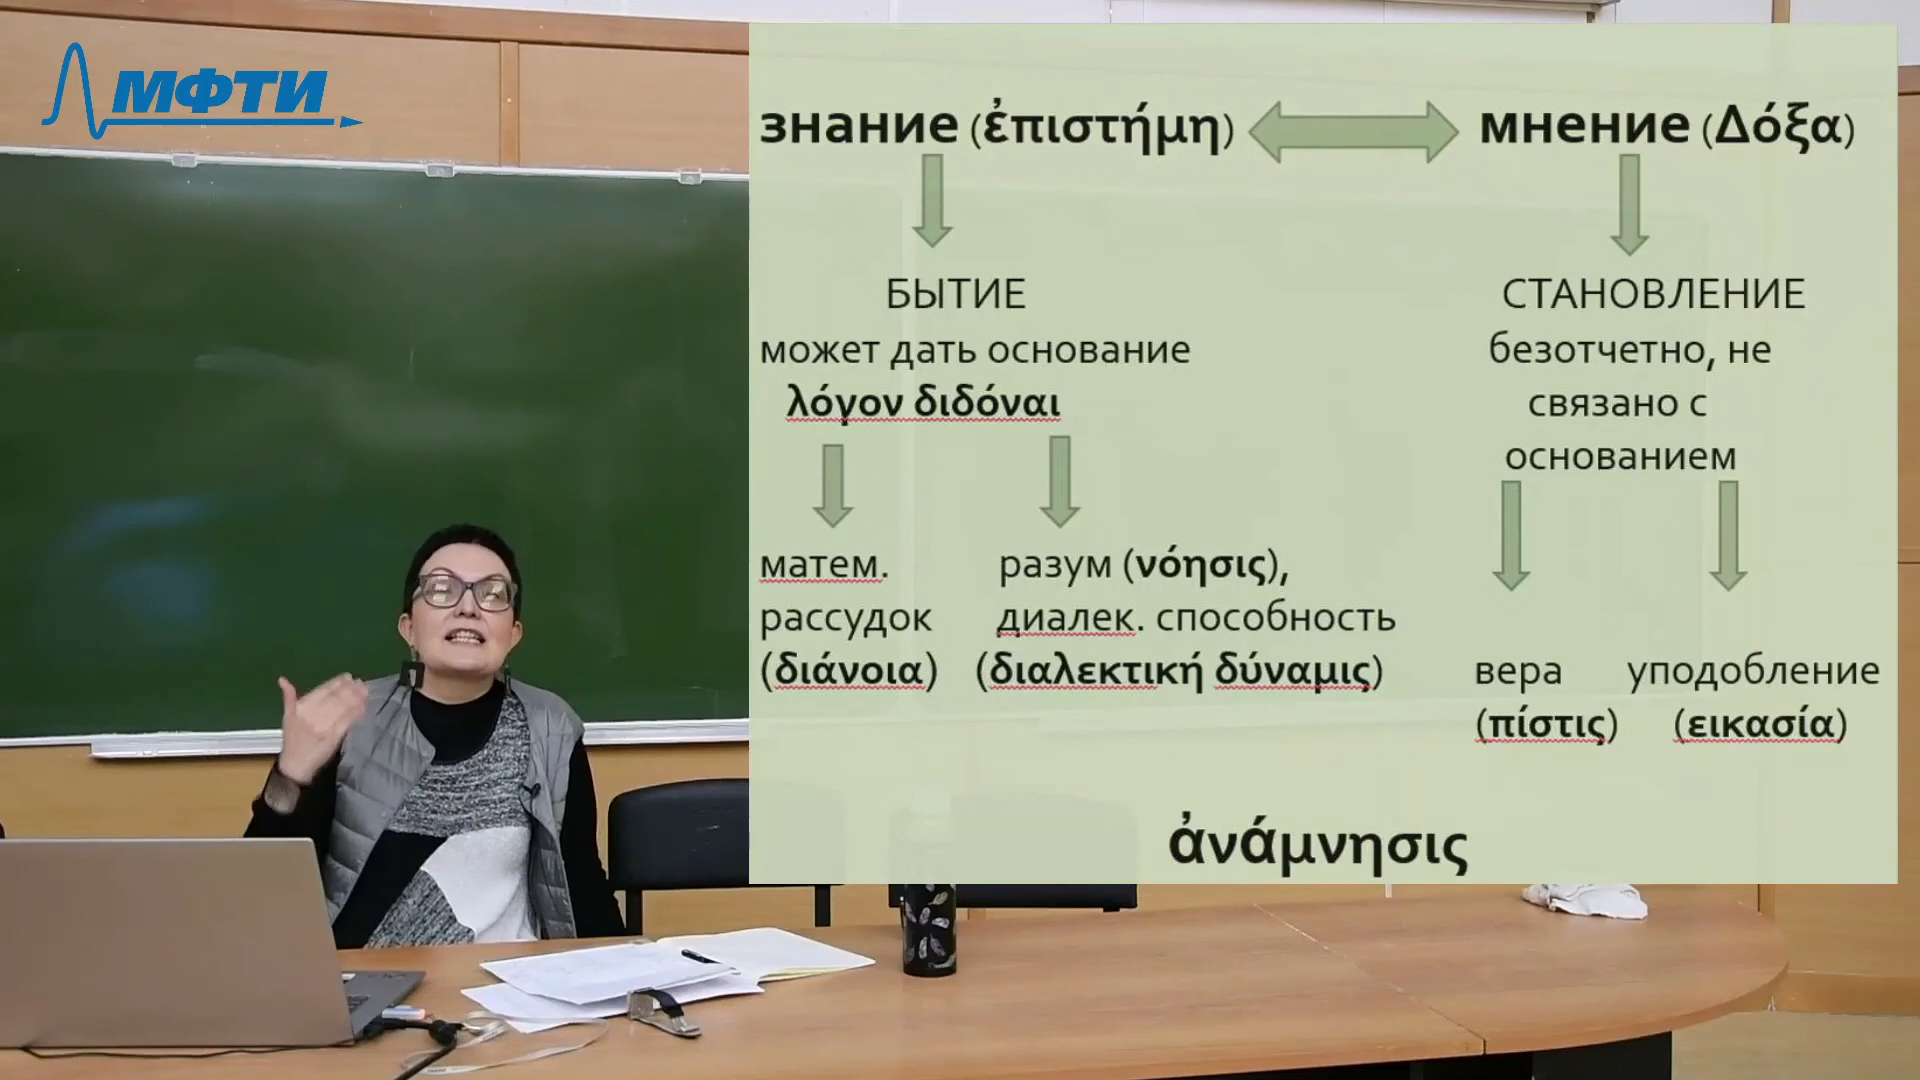 МФТИ
знание (ἐπιστήμη) мнение (Δόξα)
БЫТИЕ
может дать основание
λόγον διδόναι
СТАНОВЛЕНИЕ
безотчетно, не
связано с
основанием
матем.
рассудок
(διάνοια)
разум (νόησις),
диалек. способность
(διαλεκτική δύναμις)
вера
(πίστις)
уподобление
(εικασία)
ἀνάμνησις